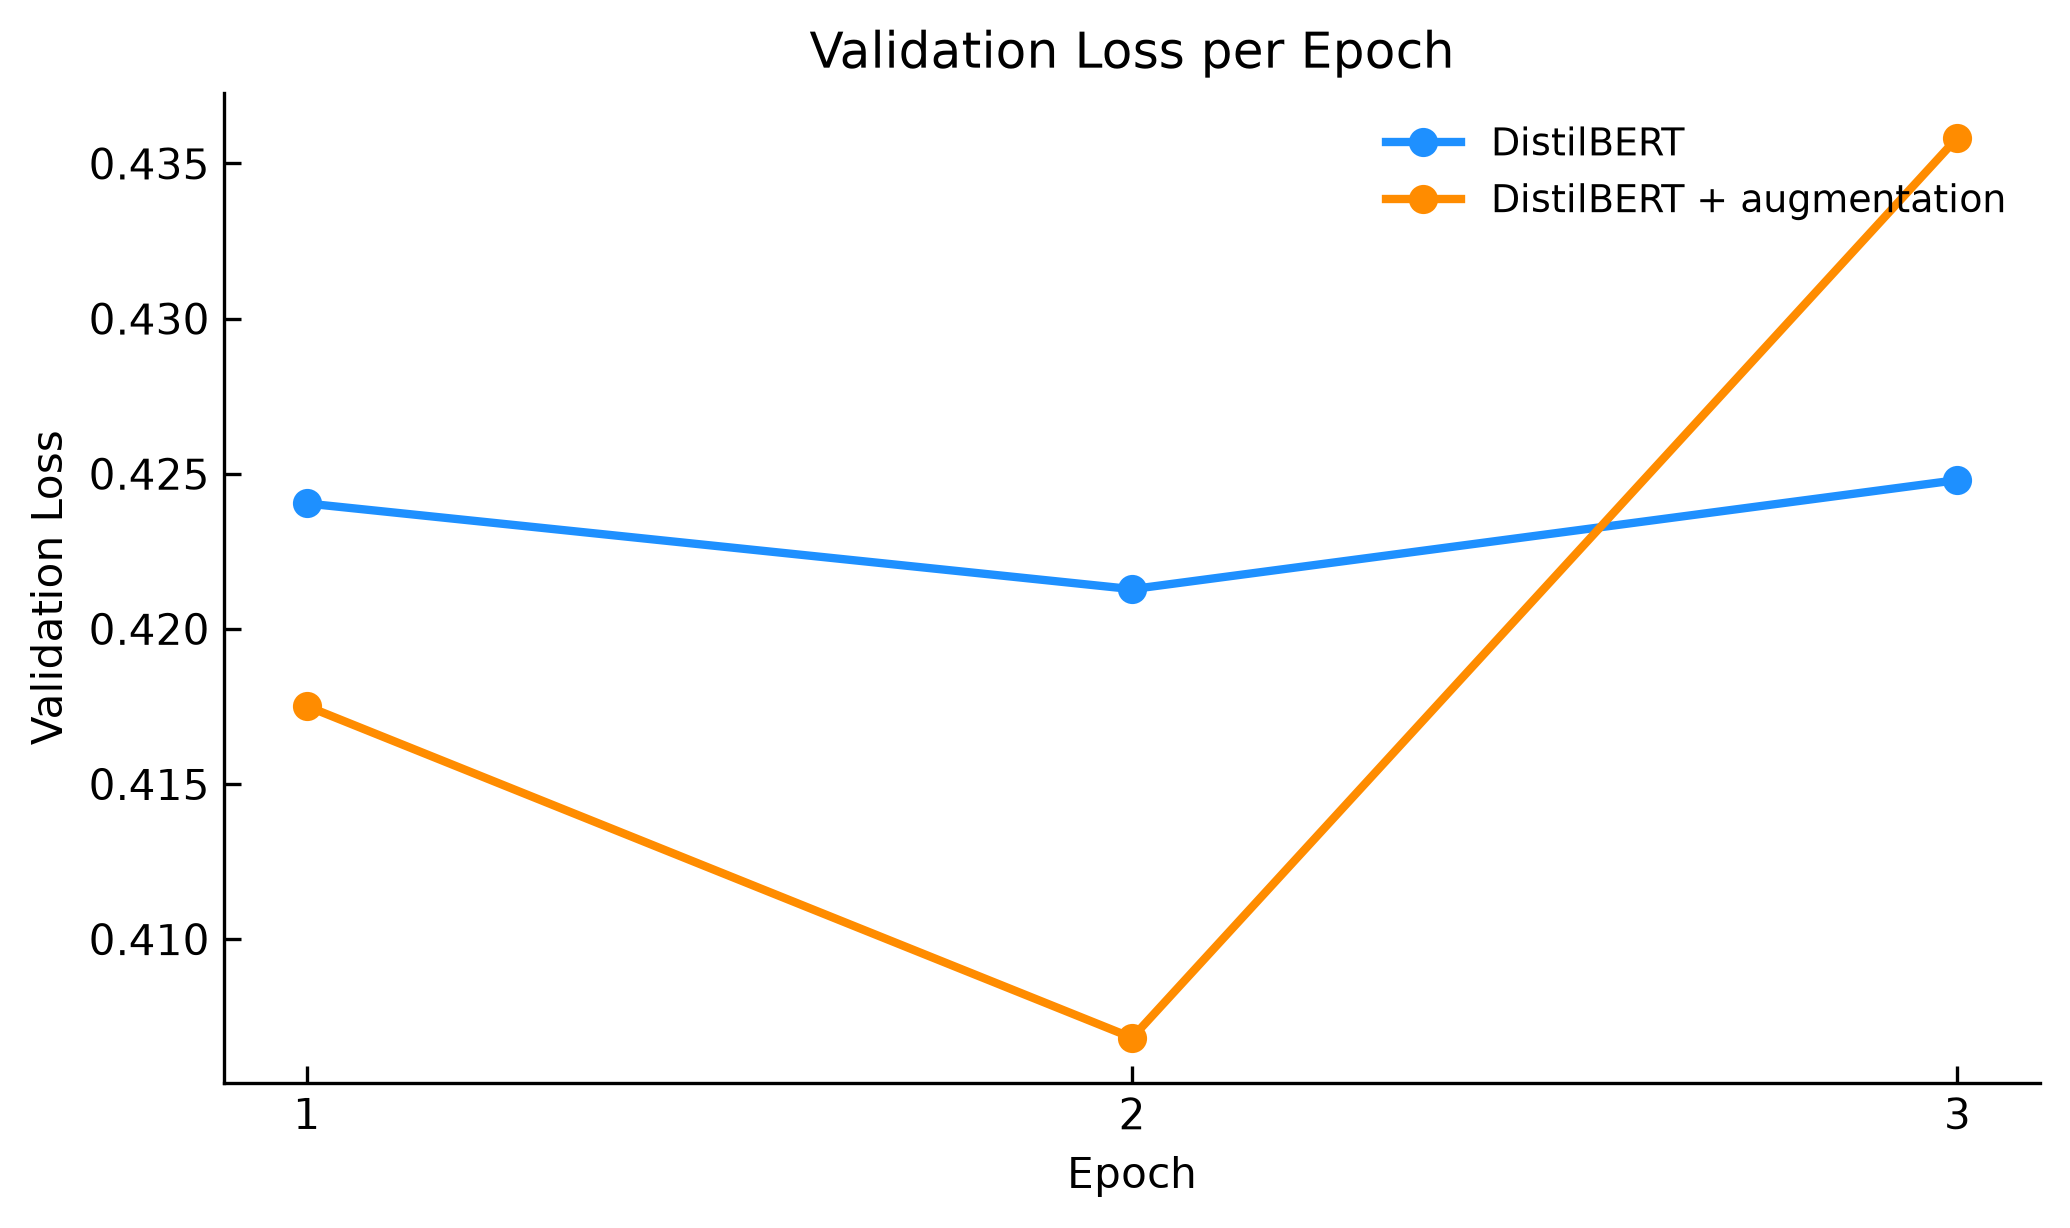 Validation Loss per Epoch
DistilBERT
DistilBERT + augmentation
Validation Loss
0.435
0.430
0.425
0.420
0.415
0.410
1
2
3
Epoch